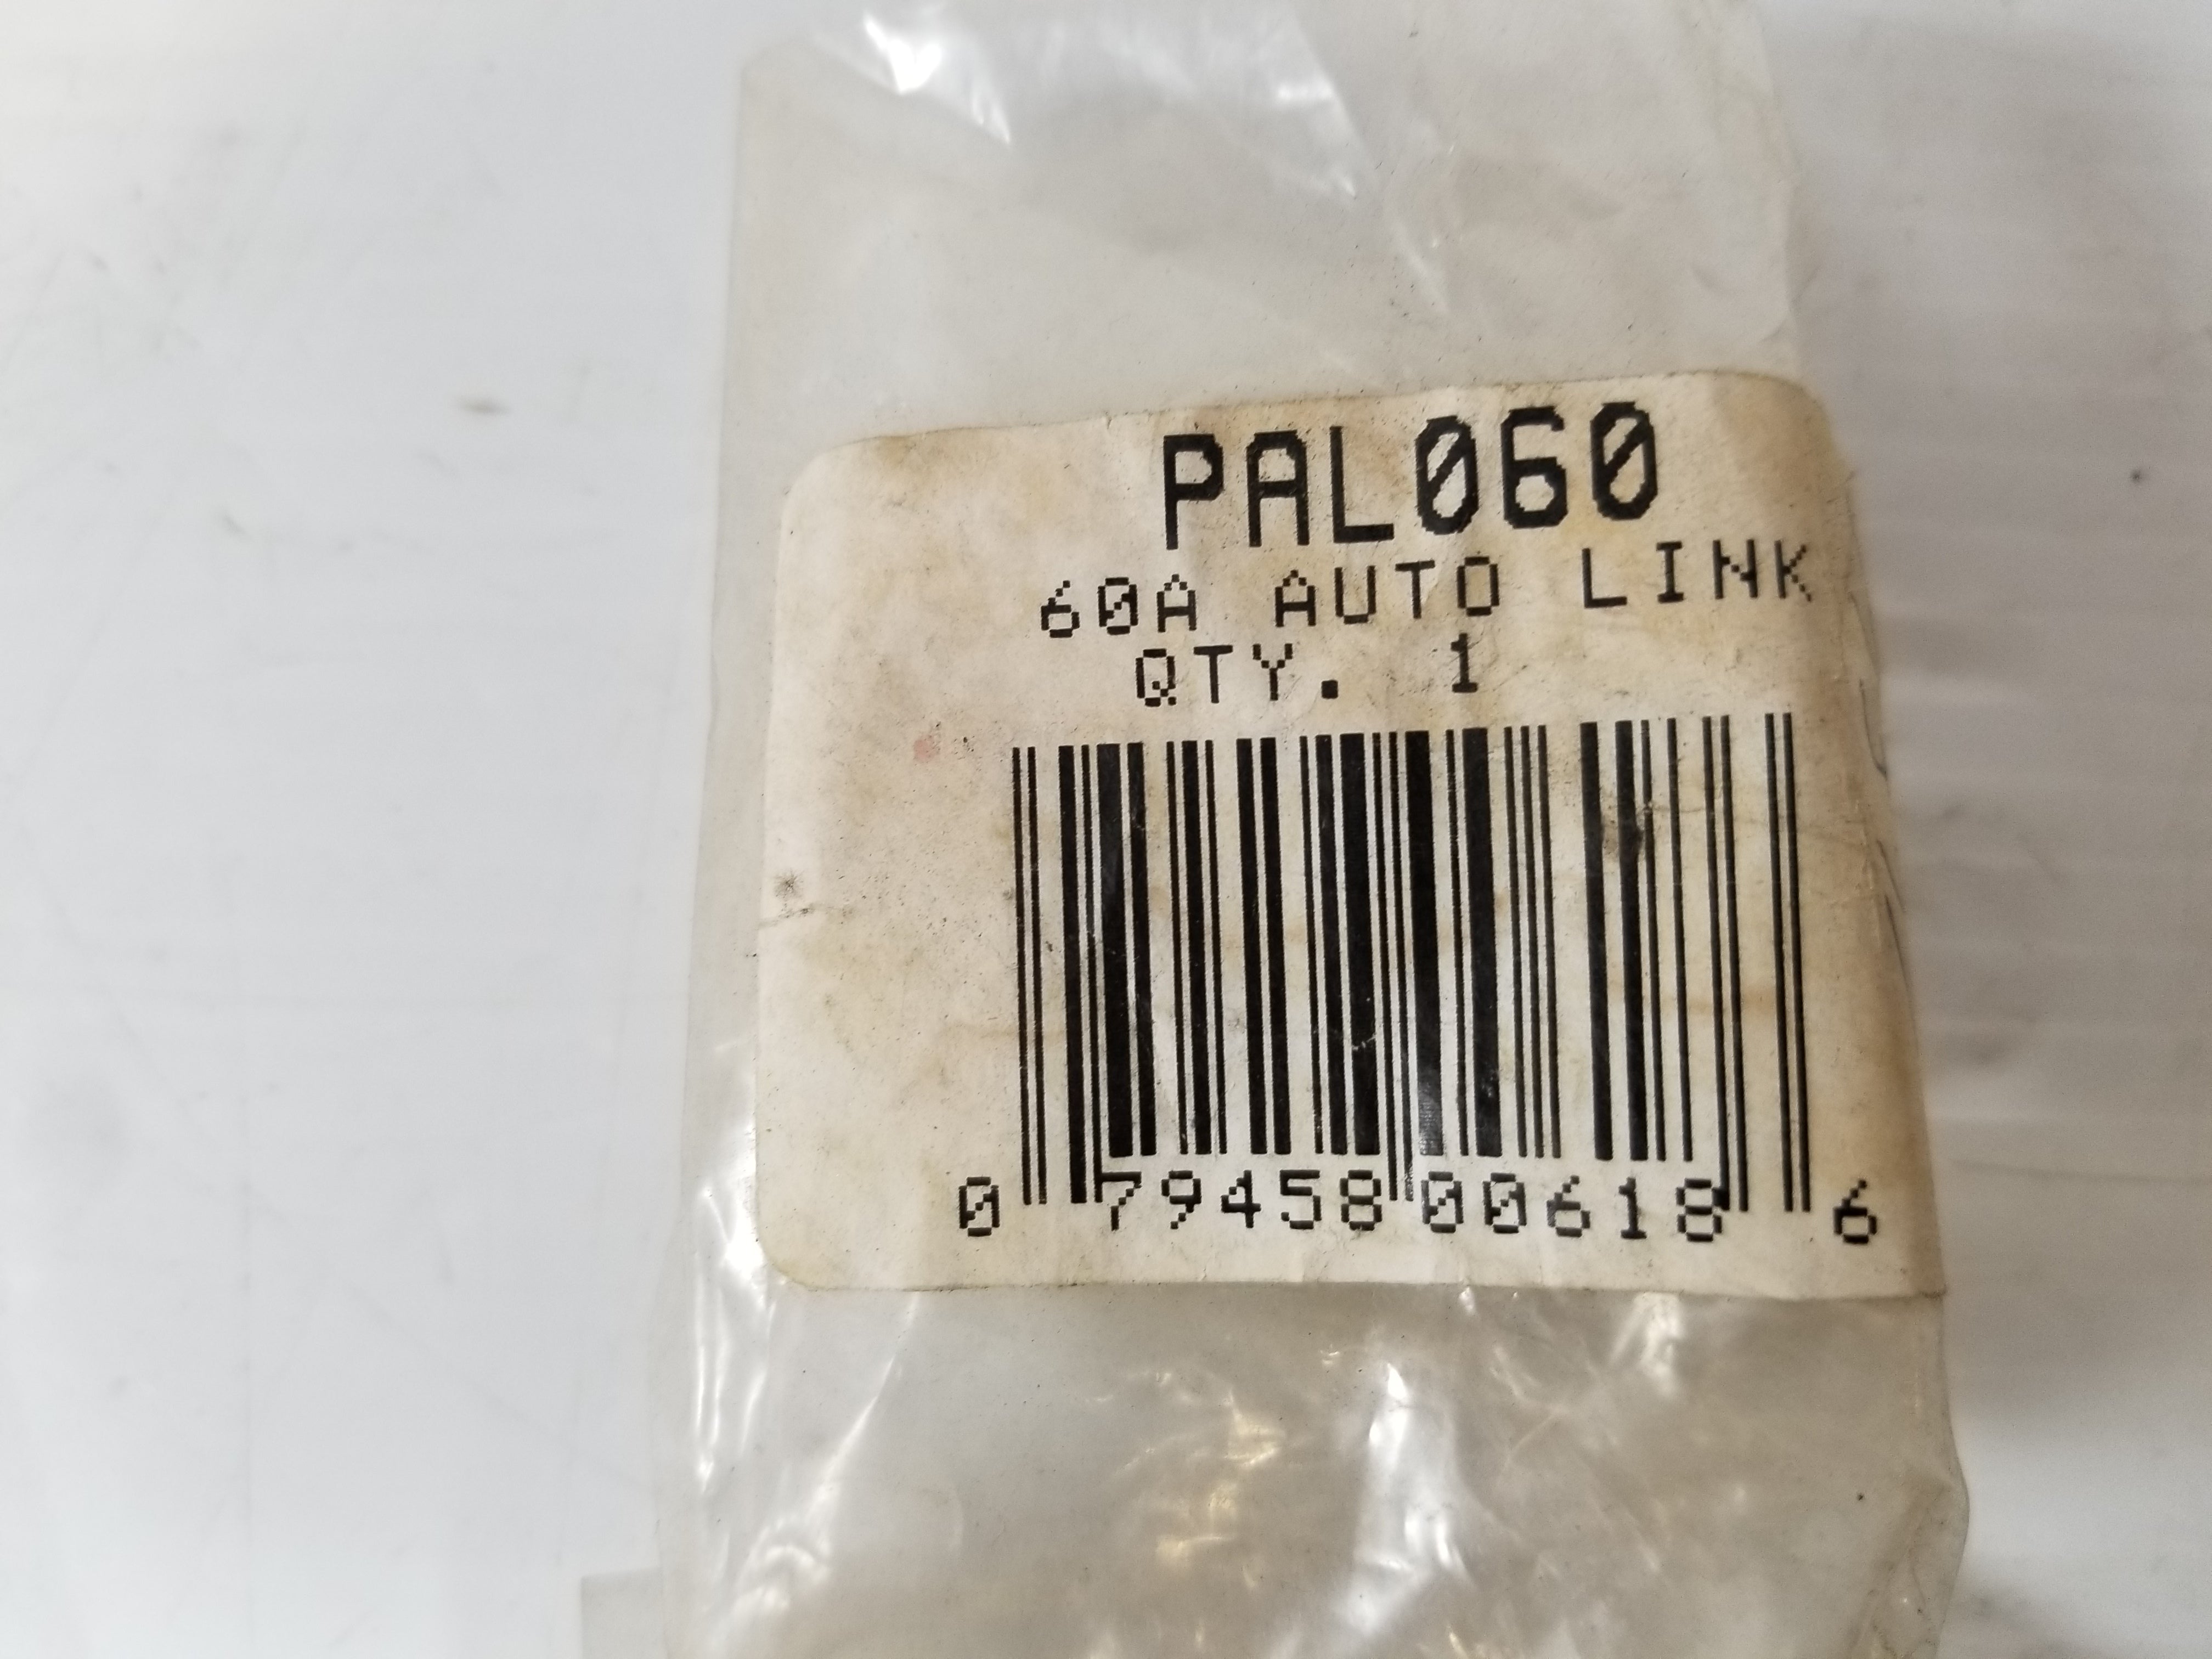 PAL060
60A AUTO LINK
QTY. 1
0 79458 00618 6